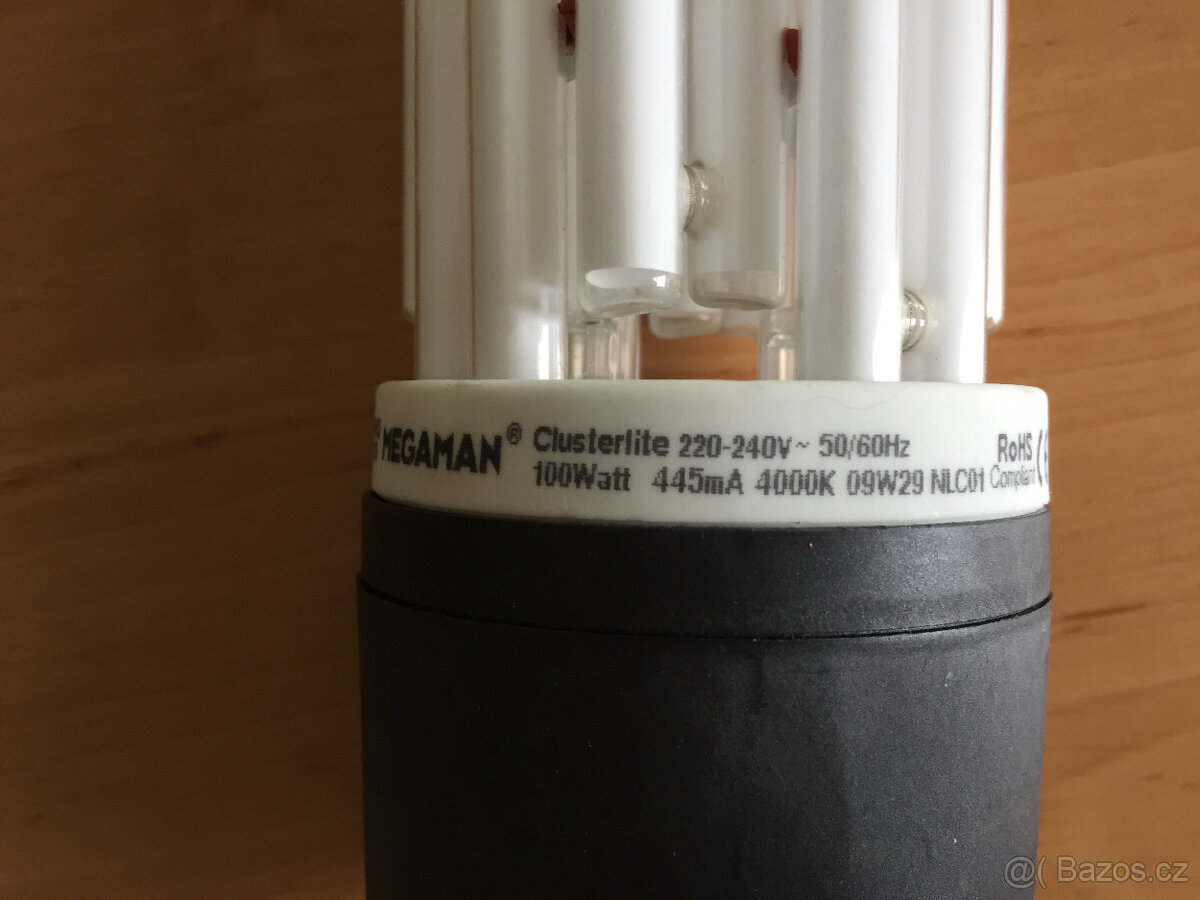 MEGAMAN® Clusterlite 220-240V~ 50/60Hz
100Watt 445mA 4000K 09W29 NLC01
RoHS
Compliant
@( Bazos.cz